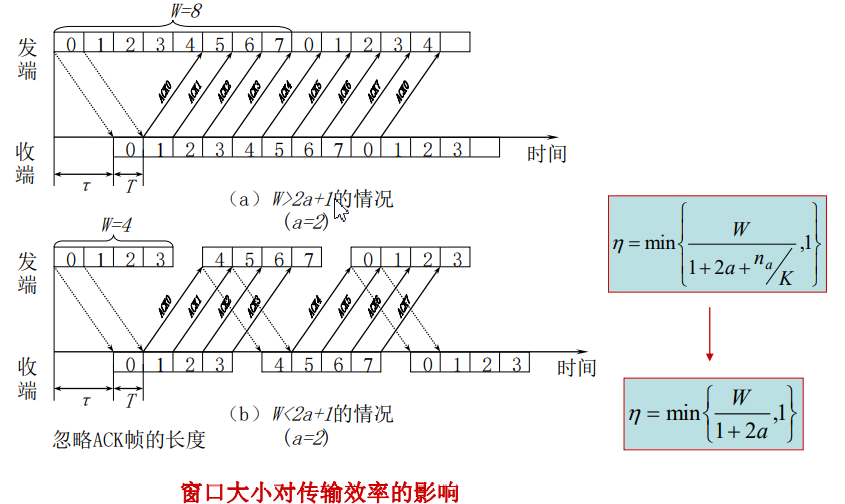 W=8
发端 0 1 2 3 4 5 6 7 0 1 2 3 4
ACK0 ACK1 ACK2 ACK3 ACK4 ACK5 ACK6 ACK7 ACK0
收端 0 1 2 3 4 5 6 7 0 1 2 3 时间
τ T
(a) W>2a+1的情况
(a=2)
W=4
发端 0 1 2 3 4 5 6 7 0 1 2 3
ACK0 ACK1 ACK2 ACK3 ACK4 ACK5 ACK6 ACK7
收端 0 1 2 3 4 5 6 7 0 1 2 3 时间
τ T
(b) W<2a+1的情况
(a=2)
忽略ACK帧的长度
η = min{W / (1 + 2a + n_a/K), 1}
η = min{W / (1 + 2a), 1}
窗口大小对传输效率的影响